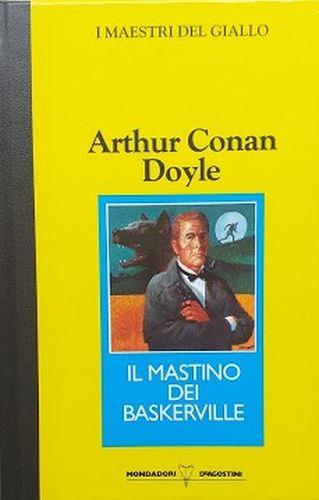 I MAESTRI DEL GIALLO
Arthur Conan
Doyle
IL MASTINO
DEI
BASKERVILLE
MONDADORI DEAGOSTINI